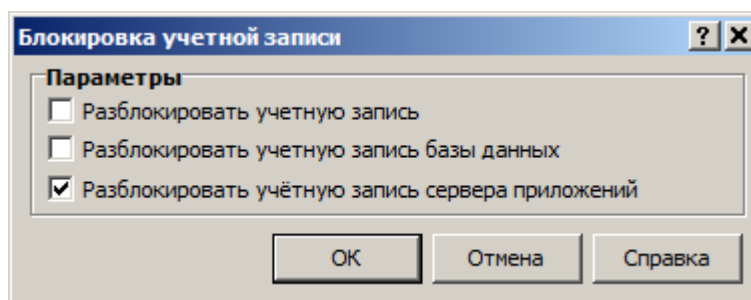 Блокировка учетной записи
Параметры
Разблокировать учетную запись
Разблокировать учетную запись базы данных
Разблокировать учётную запись сервера приложений
ОК Отмена Справка